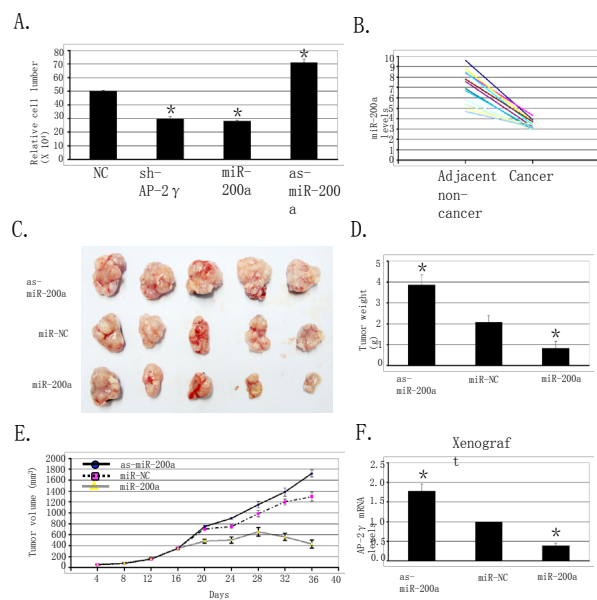 A.
Relative cell lumber
(X 10⁴)
80
70
60
50
40
30
20
10
0
*
*
*
NC
sh-
AP-2γ
miR-
200a
as-
miR-200
a
B.
miR-200a
levels
10
9
8
7
6
5
4
3
2
1
0
Adjacent
non-
cancer
Cancer
C.
as-
miR-200a
miR-NC
miR-200a
D.
Tumor weight
(g)
5
4
3
2
1
0
*
*
as-
miR-200a
miR-NC
miR-200a
E.
Tumor volume (mm³)
2000
1800
1600
1400
1200
1000
800
600
400
200
0
as-miR-200a
miR-NC
miR-200a
0
4
8
12
16
20
24
28
32
36
40
Days
F.
Xenograf
t
AP-2γ mRNA
levels
2.5
2.0
1.5
1.0
0.5
0.0
*
*
as-
miR-200a
miR-NC
miR-200a